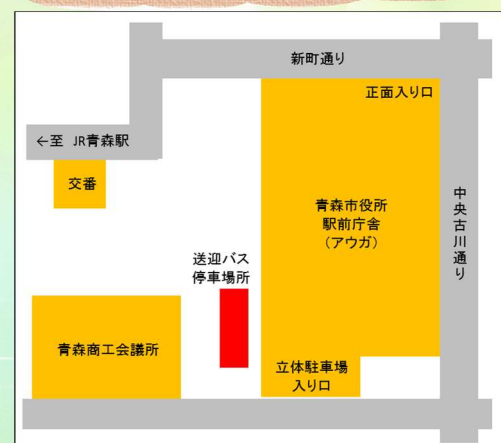 新町通り
正面入り口
←至 JR青森駅
交番
青森市役所
駅前庁舎
（アウガ）
中央古川通り
送迎バス
停車場所
青森商工会議所
立体駐車場
入り口